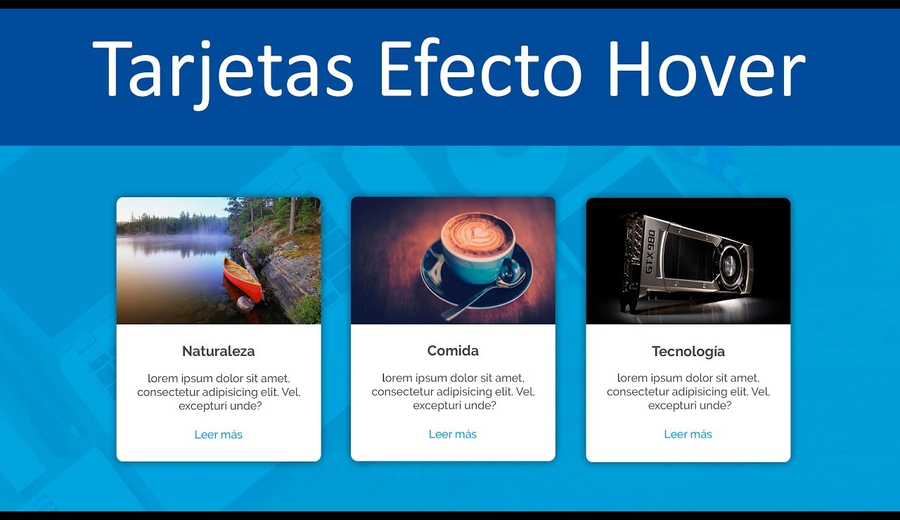 Tarjetas Efecto Hover
GTX 980
Naturaleza
lorem ipsum dolor sit amet,
consectetur adipisicing elit. Vel,
excepturi unde?
Leer más
Comida
lorem ipsum dolor sit amet,
consectetur adipisicing elit. Vel,
excepturi unde?
Leer más
Tecnología
lorem ipsum dolor sit amet,
consectetur adipisicing elit. Vel,
excepturi unde?
Leer más